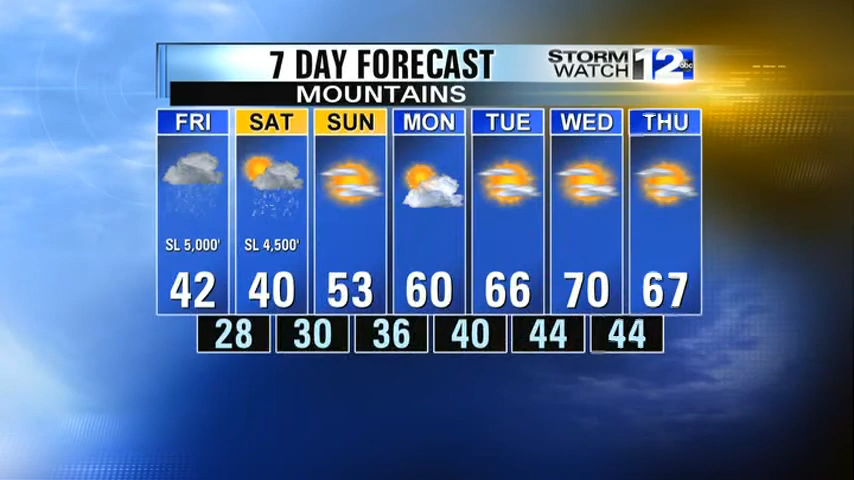 7 DAY FORECAST
STORM
WATCH 12 abc
MOUNTAINS
FRI SAT SUN MON TUE WED THU
SL 5,000' SL 4,500'
42 40 53 60 66 70 67
28 30 36 40 44 44